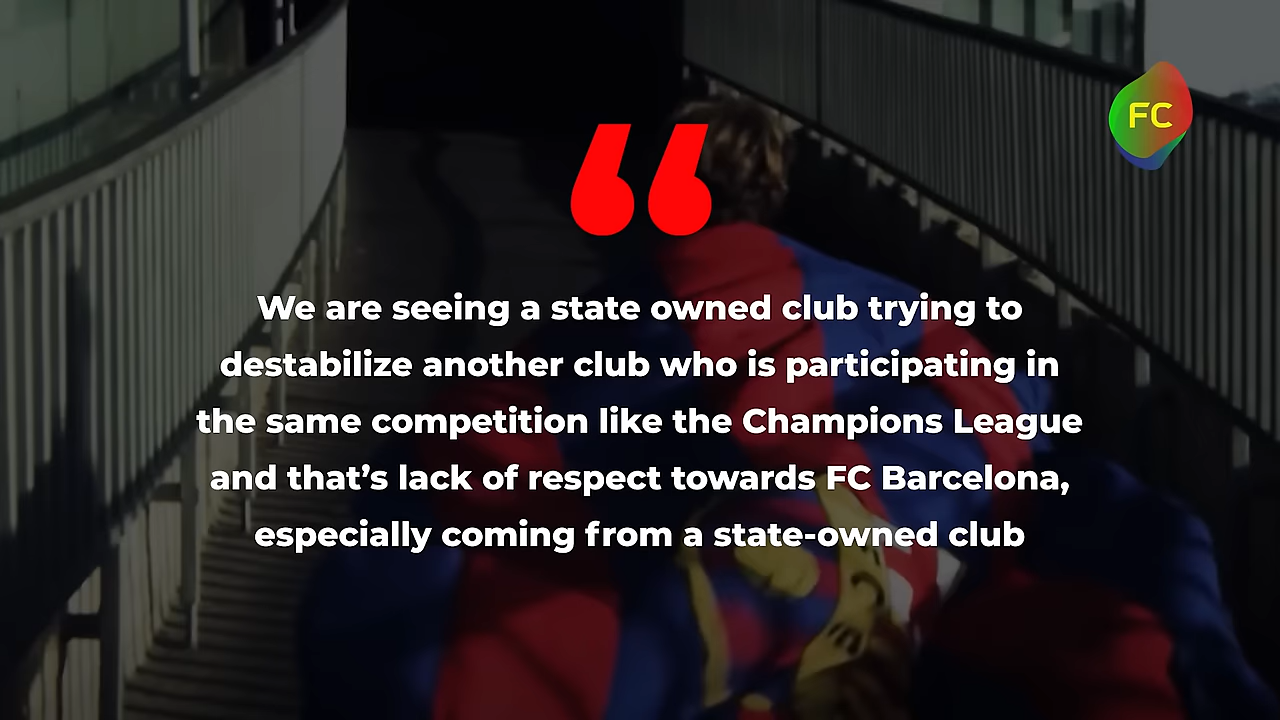 FC
“
We are seeing a state owned club trying to
destabilize another club who is participating in
the same competition like the Champions League
and that’s lack of respect towards FC Barcelona,
especially coming from a state-owned club